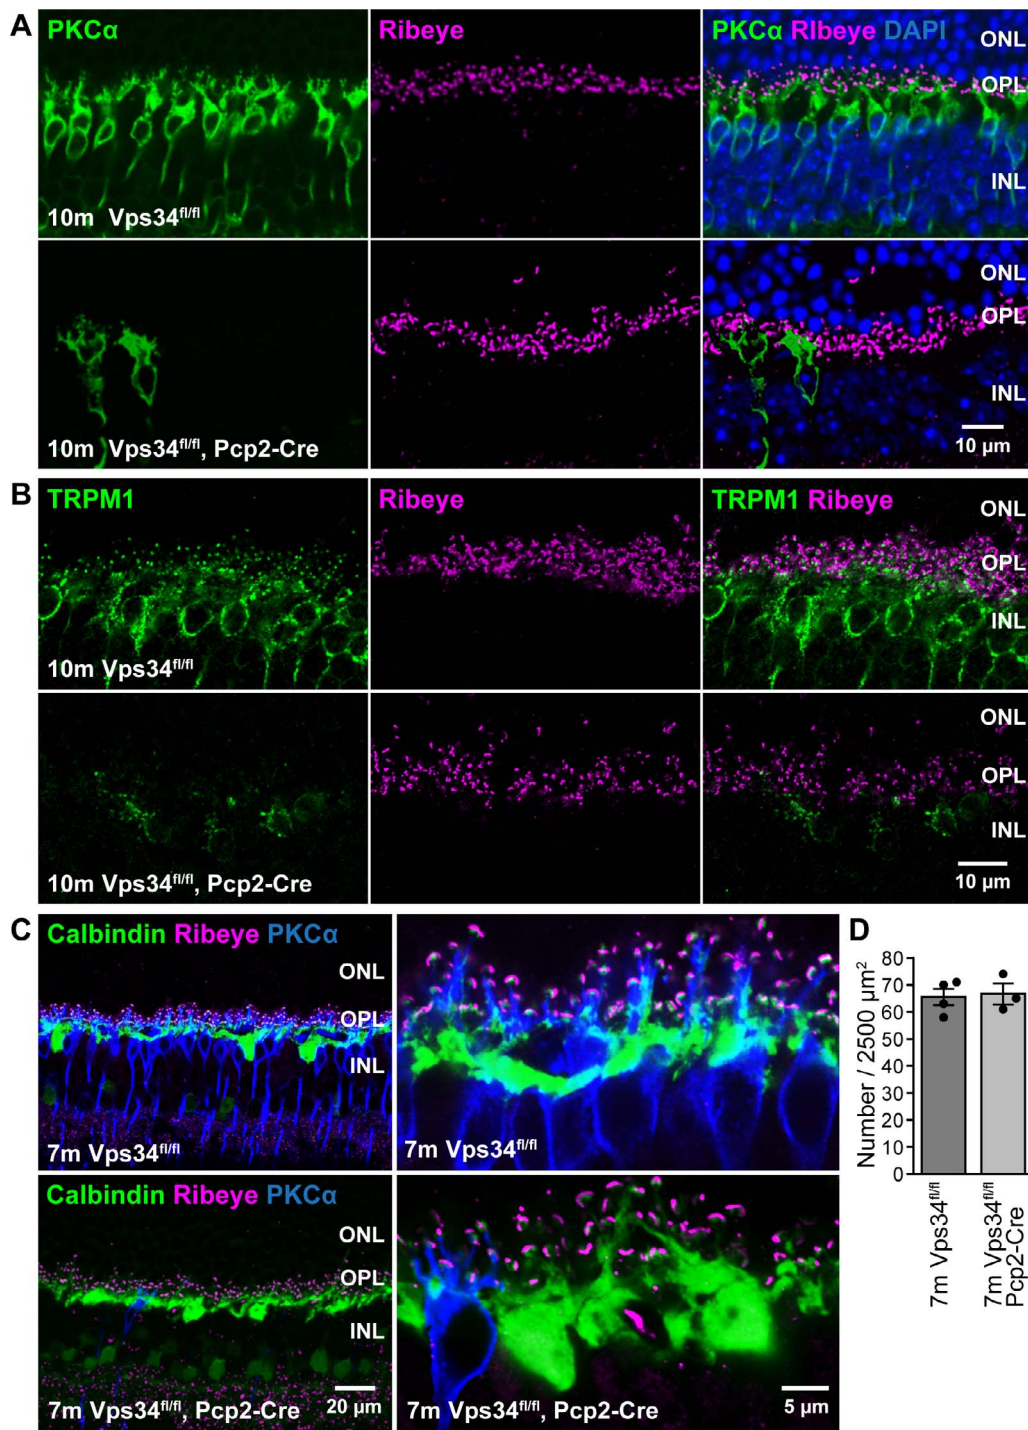 A
PKCα
Ribeye
PKCα RIbeye DAPI
ONL
OPL
INL
10m Vps34fl/fl
ONL
OPL
INL
10m Vps34fl/fl, Pcp2-Cre
10 µm
B
TRPM1
Ribeye
TRPM1 Ribeye
ONL
OPL
INL
10m Vps34fl/fl
ONL
OPL
INL
10m Vps34fl/fl, Pcp2-Cre
10 µm
C
Calbindin Ribeye PKCα
ONL
OPL
INL
7m Vps34fl/fl
7m Vps34fl/fl
Calbindin Ribeye PKCα
ONL
OPL
INL
20 µm
7m Vps34fl/fl, Pcp2-Cre
7m Vps34fl/fl, Pcp2-Cre
5 µm
D
Number / 2500 µm2
80
70
60
50
40
30
20
10
0
7m Vps34fl/fl
7m Vps34fl/fl
Pcp2-Cre